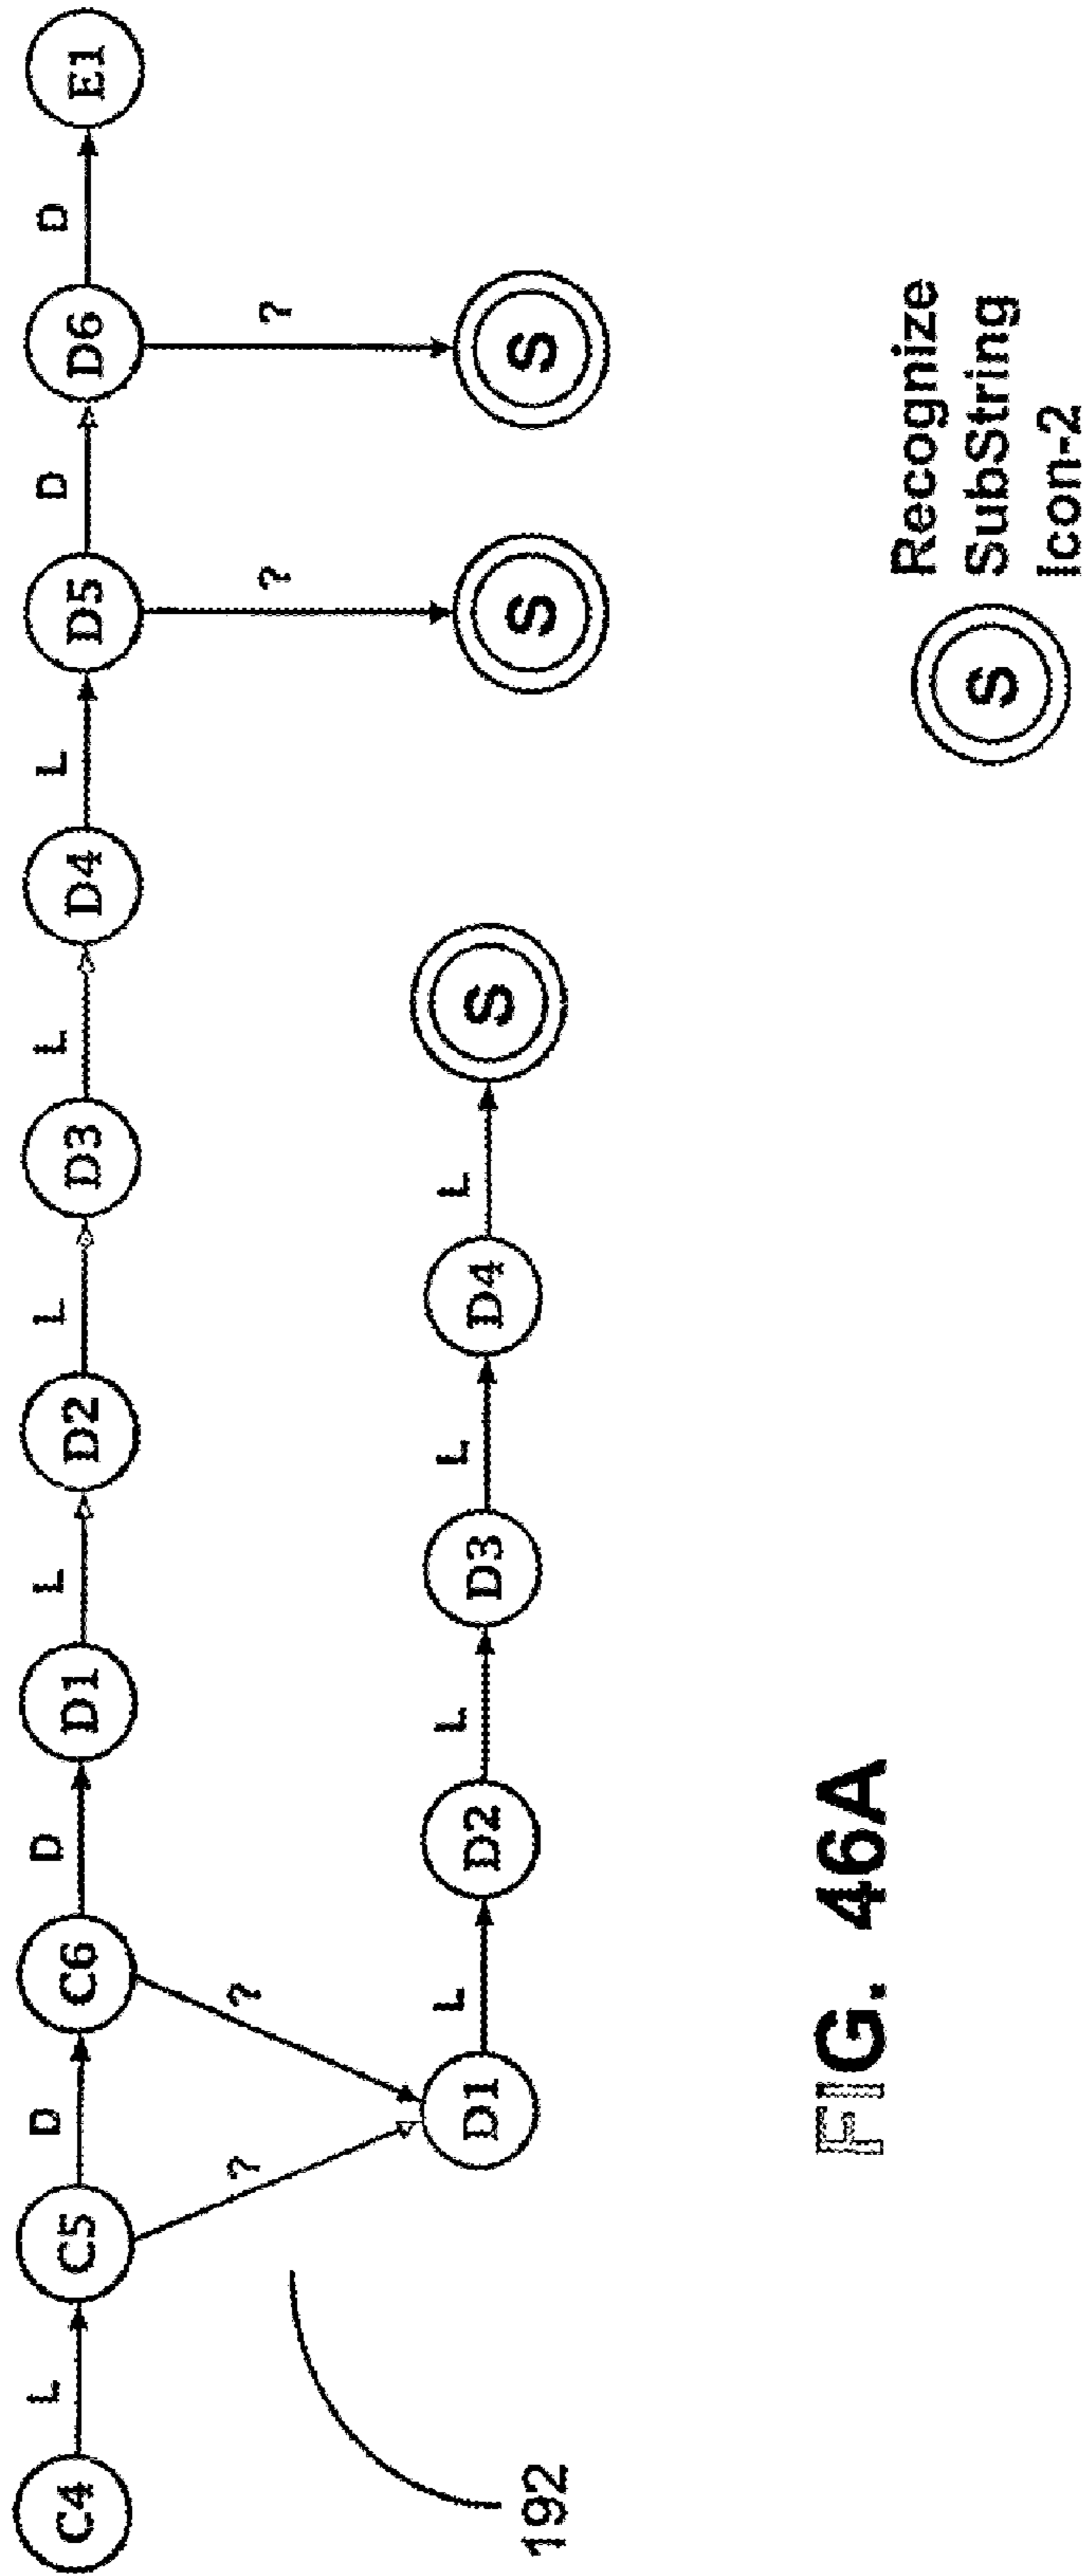 L D D L L L L D D
C4 C5 C6 D1 D2 D3 D4 D5 D6 E1
? ? ? ?
L L L L
D1 D2 D3 D4 S
S S
192
FIG. 46A
S
Recognize
SubString
Icon-2